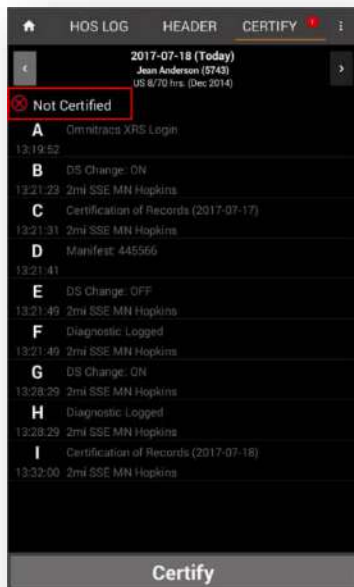 HOS LOG HEADER CERTIFY
2017-07-18 (Today)
Jean Anderson (5743)
US 8/70 hrs. (Dec 2014)
Not Certified
A Omnitracs XRS Login
13:19:52
B DS Change: ON
13:21:23 2mi SSE MN Hopkins
C Certification of Records (2017-07-17)
13:21:31 2mi SSE MN Hopkins
D Manifest: 445566
13:21:41
E DS Change: OFF
13:21:49 2mi SSE MN Hopkins
F Diagnostic Logged
13:21:49 2mi SSE MN Hopkins
G DS Change: ON
13:28:29 2mi SSE MN Hopkins
H Diagnostic Logged
13:28:29 2mi SSE MN Hopkins
I Certification of Records (2017-07-18)
13:32:00 2mi SSE MN Hopkins
Certify